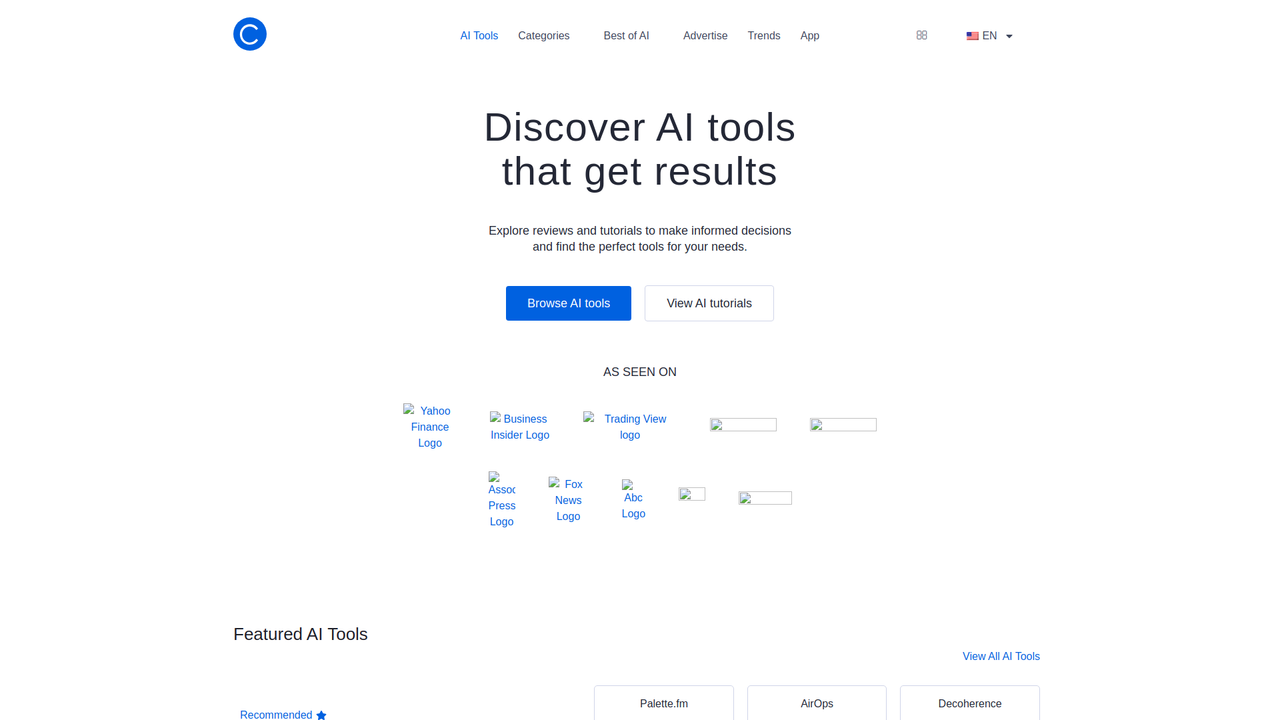 AI Tools
Categories
Best of AI
Advertise
Trends
App
EN
Discover AI tools
that get results
Explore reviews and tutorials to make informed decisions
and find the perfect tools for your needs.
Browse AI tools
View AI tutorials
AS SEEN ON
Yahoo
Finance
Logo
Business
Insider Logo
Trading View
logo
Press
Logo
Fox
News
Logo
Abc
Logo
Featured AI Tools
View All AI Tools
Recommended
Palette.fm
AirOps
Decoherence